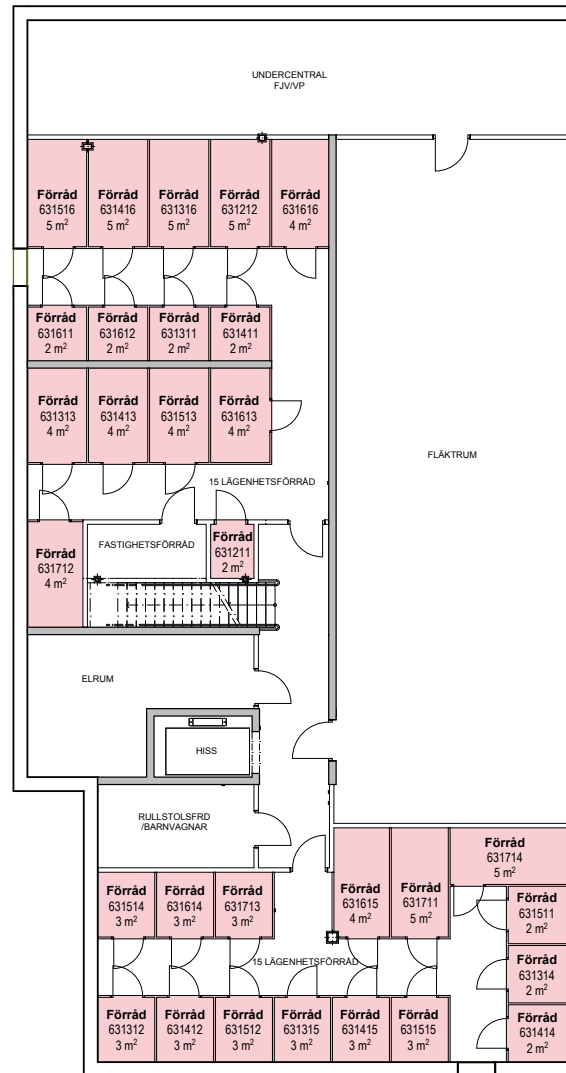 UNDERCENTRAL
FJV/VP
Förråd
631516
5 m²
Förråd
631416
5 m²
Förråd
631316
5 m²
Förråd
631212
5 m²
Förråd
631616
4 m²
Förråd
631611
2 m²
Förråd
631612
2 m²
Förråd
631311
2 m²
Förråd
631411
2 m²
Förråd
631313
4 m²
Förråd
631413
4 m²
Förråd
631513
4 m²
Förråd
631613
4 m²
FLÄKTRUM
15 LÄGENHETSFÖRRÅD
Förråd
631712
4 m²
FASTIGHETSFÖRRÅD
Förråd
631211
2 m²
ELRUM
HISS
RULLSTOLSFRD
/BARNVAGNAR
Förråd
631514
3 m²
Förråd
631614
3 m²
Förråd
631713
3 m²
Förråd
631615
4 m²
Förråd
631711
5 m²
Förråd
631714
5 m²
Förråd
631511
2 m²
Förråd
631314
2 m²
Förråd
631414
2 m²
15 LÄGENHETSFÖRRÅD
Förråd
631312
3 m²
Förråd
631412
3 m²
Förråd
631512
3 m²
Förråd
631315
3 m²
Förråd
631415
3 m²
Förråd
631515
3 m²